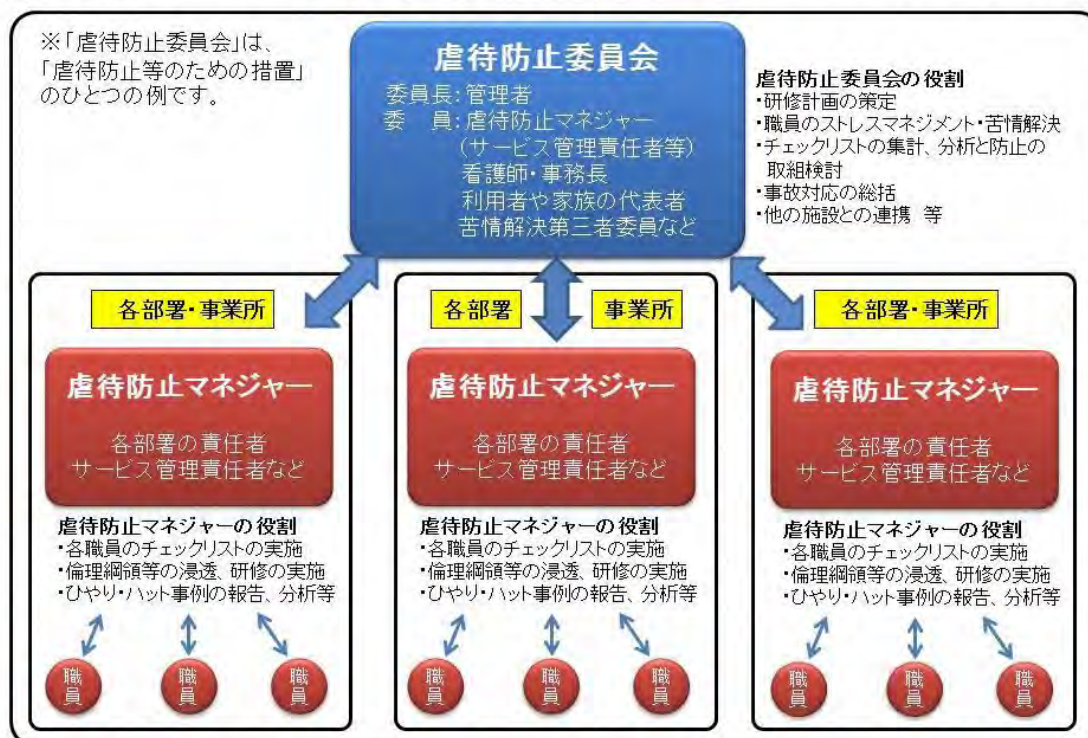 ※「虐待防止委員会」は、
「虐待防止等のための措置」
のひとつの例です。
虐待防止委員会
委員長：管理者
委　員：虐待防止マネジャー
（サービス管理責任者等）
看護師・事務長
利用者や家族の代表者
苦情解決第三者委員など
虐待防止委員会の役割
・研修計画の策定
・職員のストレスマネジメント・苦情解決
・チェックリストの集計、分析と防止の
取組検討
・事故対応の総括
・他の施設との連携 等
各部署・事業所
虐待防止マネジャー
各部署の責任者
サービス管理責任者など
虐待防止マネジャーの役割
・各職員のチェックリストの実施
・倫理綱領等の浸透、研修の実施
・ひやり・ハット事例の報告、分析等
職員
職員
職員
各部署
事業所
虐待防止マネジャー
各部署の責任者
サービス管理責任者など
虐待防止マネジャーの役割
・各職員のチェックリストの実施
・倫理綱領等の浸透、研修の実施
・ひやり・ハット事例の報告、分析等
職員
職員
職員
各部署・事業所
虐待防止マネジャー
各部署の責任者
サービス管理責任者など
虐待防止マネジャーの役割
・各職員のチェックリストの実施
・倫理綱領等の浸透、研修の実施
・ひやり・ハット事例の報告、分析等
職員
職員
職員